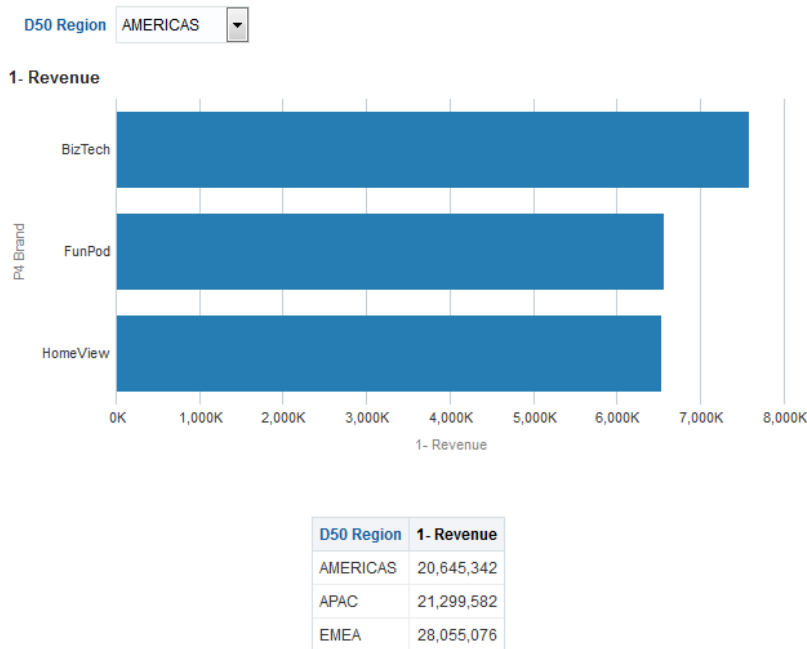 D50 Region AMERICAS
1- Revenue
BizTech
FunPod
HomeView
P4 Brand
0K 1,000K 2,000K 3,000K 4,000K 5,000K 6,000K 7,000K 8,000K
1- Revenue
D50 Region 1- Revenue
AMERICAS 20,645,342
APAC 21,299,582
EMEA 28,055,076